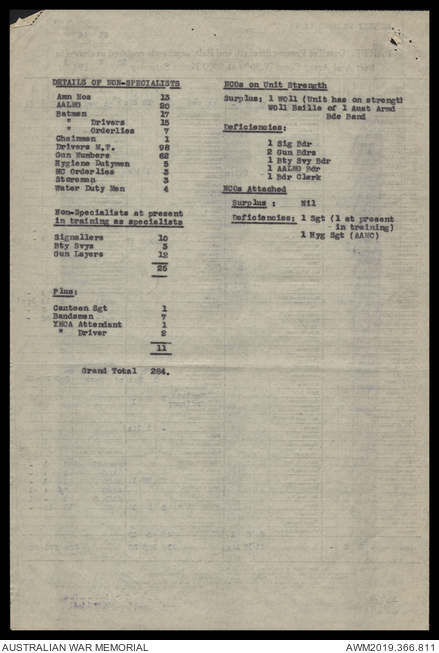 DETAILS OF NON-SPECIALISTS
Amn Nos 13
AALMG 20
Batmen 17
" Drivers 15
" Orderlies 7
Chainman 1
Drivers M.T. 98
Gun Numbers 62
Hygiene Dutymen 5
MC Orderlies 3
Storeman 3
Water Duty Men 4
Non-Specialists at present
in training as specialists
Signallers 10
Bty Svys 3
Gun Layers 12
25
Plus:
Canteen Sgt 1
Bandsmen 7
YMCA Attendant 1
" Driver 2
11
Grand Total 284.
NCOs on Unit Strength
Surplus: 1 WO11 (Unit has on strength
WO11 Baille of 1 Aust Armd
Bde Band
Deficiencies:
1 Sig Bdr
2 Gun Bdrs
1 Bty Svy Bdr
1 AALMG Bdr
1 Bdr Clerk
NCOs Attached
Surplus : Nil
Deficiencies: 1 Sgt (1 at present
in training)
1 Hyg Sgt (AAMC)
AUSTRALIAN WAR MEMORIAL
AWM2019.366.811